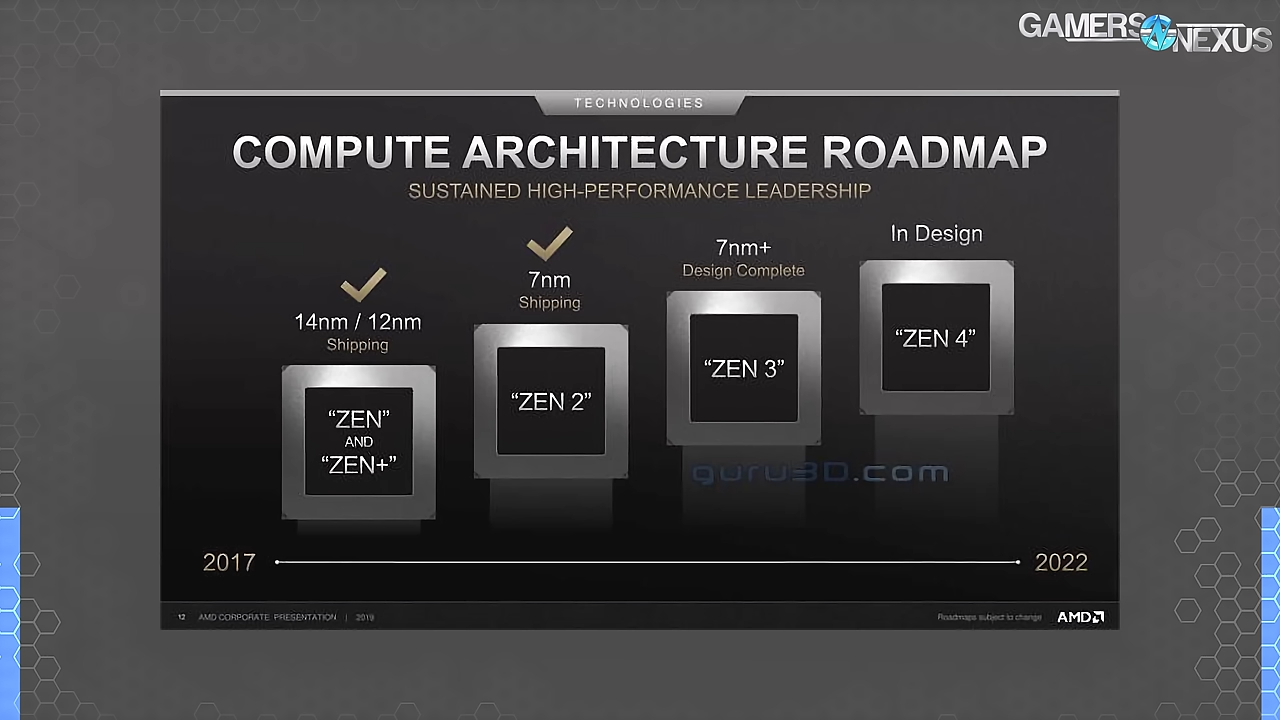 GAMERS NEXUS
TECHNOLOGIES
COMPUTE ARCHITECTURE ROADMAP
SUSTAINED HIGH-PERFORMANCE LEADERSHIP
14nm / 12nm
Shipping
“ZEN”
AND
“ZEN+”
7nm
Shipping
“ZEN 2”
7nm+
Design Complete
“ZEN 3”
In Design
“ZEN 4”
guru3D.com
2017
2022
12 AMD CORPORATE PRESENTATION | 2019
Roadmaps subject to change
AMD